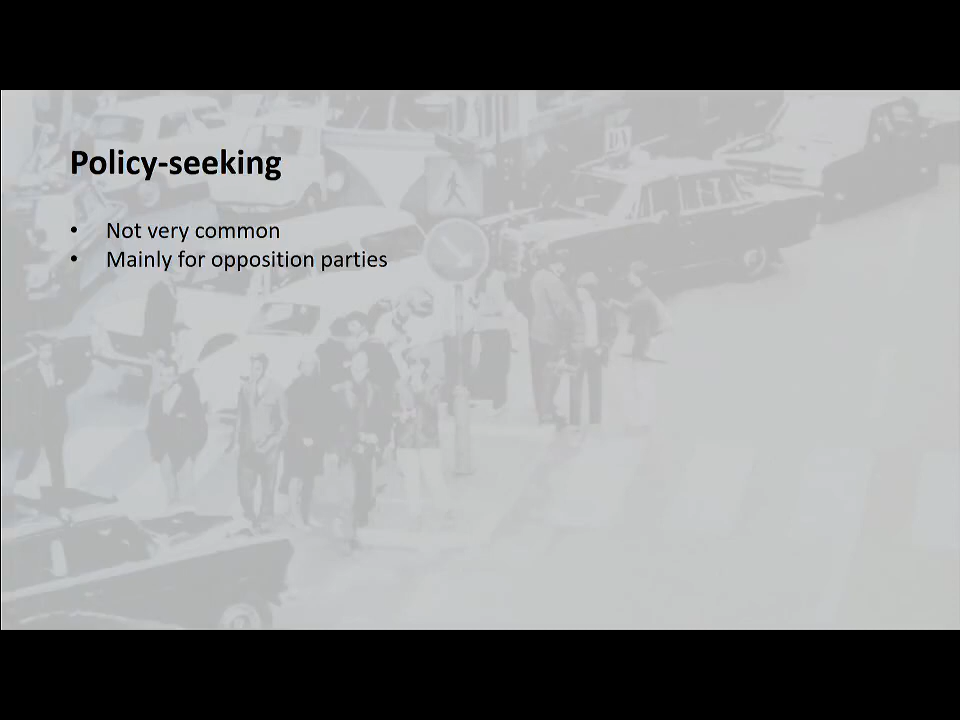 Policy-seeking
• Not very common
• Mainly for opposition parties